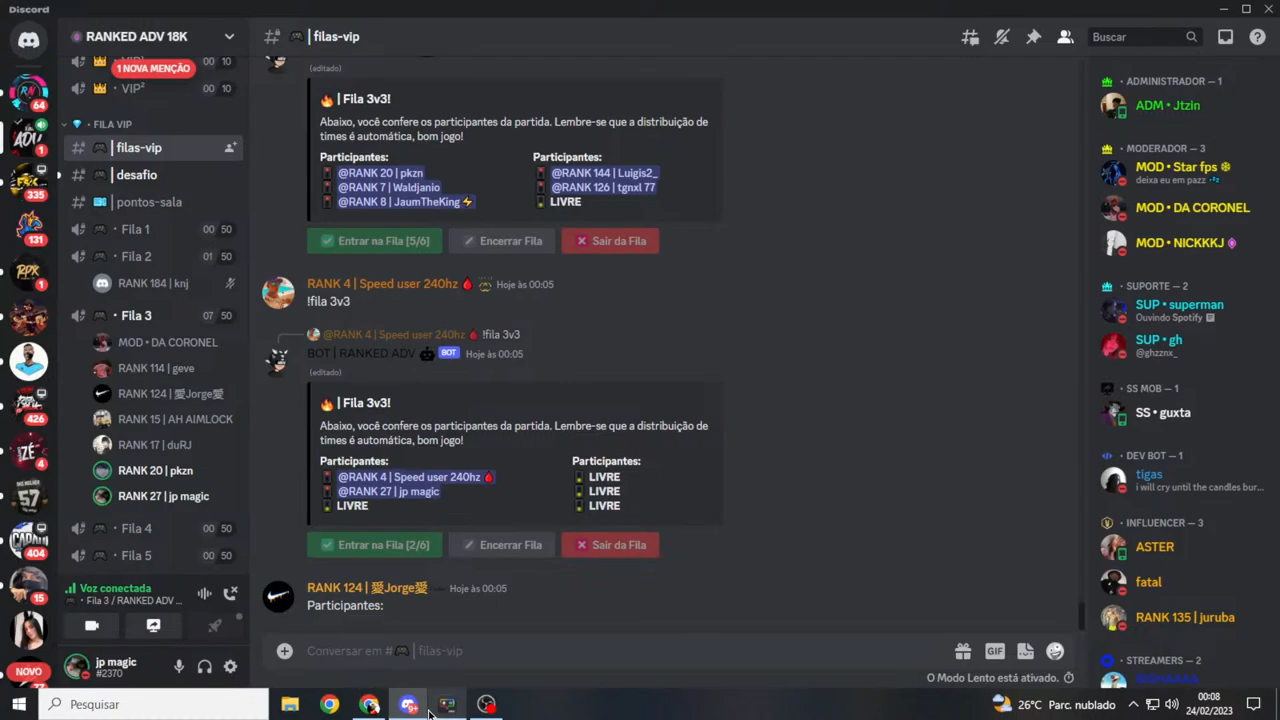 Discord
RANKED ADV 18K
filas-vip
Buscar
1 NOVA MENÇÃO
00 10
VIP² 00 10
FILA VIP
filas-vip
desafio
pontos-sala
Fila 1 00 50
Fila 2 01 50
RANK 184 | knj
Fila 3 07 50
MOD • DA CORONEL
RANK 114 | geve
RANK 124 | 愛Jorge愛
RANK 15 | AH AIMLOCK
RANK 17 | duRJ
RANK 20 | pkzn
RANK 27 | jp magic
Fila 4 00 50
Fila 5 00 50
Voz conectada
Fila 3 / RANKED ADV ...
jp magic
#2370
64
1
335
131
1
426
4
404
15
NOVO
(editado)
| Fila 3v3!
Abaixo, você confere os participantes da partida. Lembre-se que a distribuição de
times é automática, bom jogo!
Participantes: Participantes:
@RANK 20 | pkzn @RANK 144 | Luigis2_
@RANK 7 | Waldjanio @RANK 126 | tgnxl 77
@RANK 8 | JaumTheKing LIVRE
Entrar na Fila [5/6] Encerrar Fila Sair da Fila
RANK 4 | Speed user 240hz Hoje às 00:05
!fila 3v3
@RANK 4 | Speed user 240hz !fila 3v3
BOT | RANKED ADV BOT Hoje às 00:05
(editado)
| Fila 3v3!
Abaixo, você confere os participantes da partida. Lembre-se que a distribuição de
times é automática, bom jogo!
Participantes: Participantes:
@RANK 4 | Speed user 240hz LIVRE
@RANK 27 | jp magic LIVRE
LIVRE LIVRE
Entrar na Fila [2/6] Encerrar Fila Sair da Fila
RANK 124 | 愛Jorge愛 Hoje às 00:05
Participantes:
Conversar em # | filas-vip
GIF
O Modo Lento está ativado.
ADMINISTRADOR — 1
ADM • Jtzin
MODERADOR — 3
MOD • Star fps
deixa eu em pazz
MOD • DA CORONEL
MOD • NICKKKJ
SUPORTE — 2
SUP • superman
Ouvindo Spotify
SUP • gh
@ghzznx_
SS MOB — 1
SS • guxta
DEV BOT — 1
tigas
i will cry until the candles bur...
INFLUENCER — 3
ASTER
fatal
RANK 135 | juruba
STREAMERS — 2
Pesquisar
26°C Parc. nublado
00:08
24/02/2023